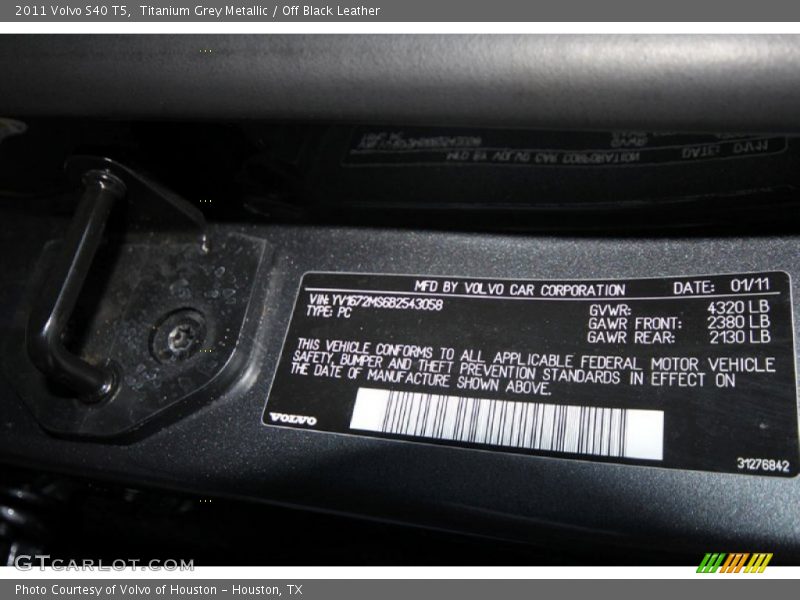 2011 Volvo S40 T5,  Titanium Grey Metallic / Off Black Leather
MFD BY VOLVO CAR CORPORATION DATE: 01/11
VIN: YV1672MS6B2543058
TYPE: PC
GVWR: 4320 LB
GAWR FRONT: 2380 LB
GAWR REAR: 2130 LB
THIS VEHICLE CONFORMS TO ALL APPLICABLE FEDERAL MOTOR VEHICLE
SAFETY, BUMPER AND THEFT PREVENTION STANDARDS IN EFFECT ON
THE DATE OF MANUFACTURE SHOWN ABOVE.
VOLVO
31276842
GTCARLOT.COM
Photo Courtesy of Volvo of Houston - Houston, TX